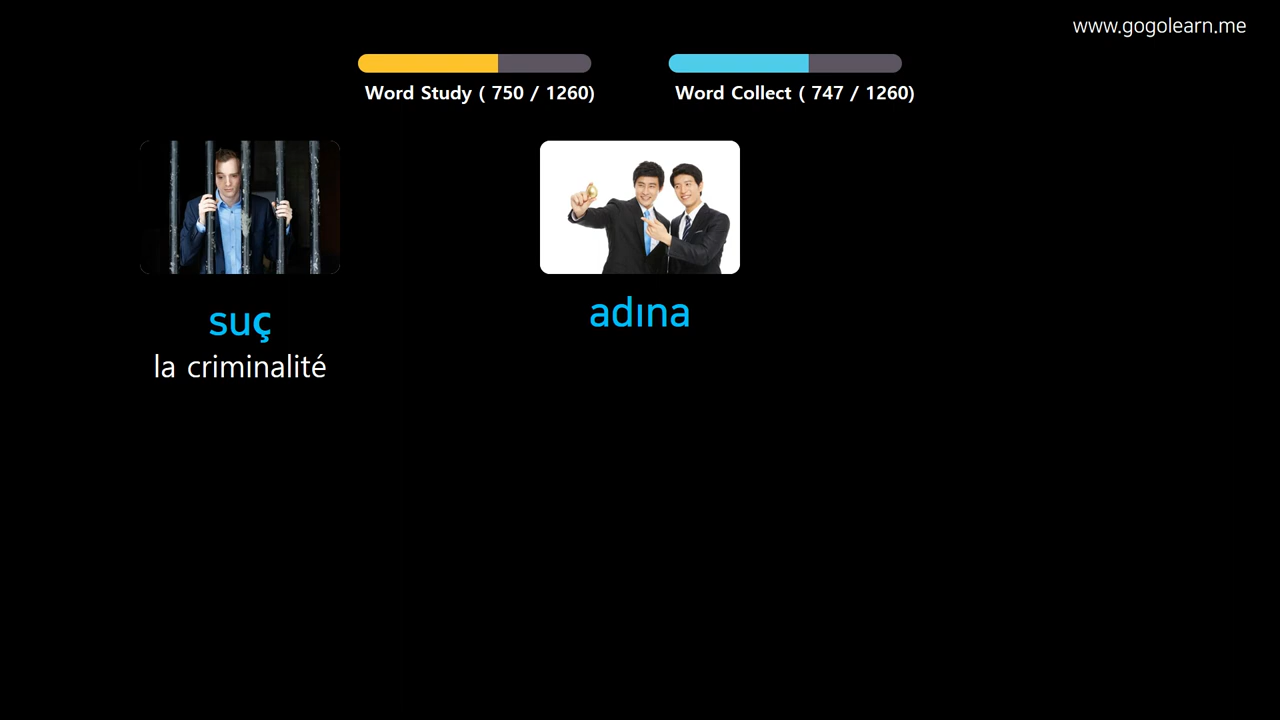 www.gogolearn.me
Word Study ( 750 / 1260)
Word Collect ( 747 / 1260)
suç
la criminalité
adına